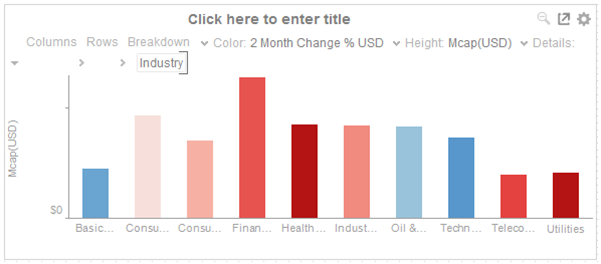 Click here to enter title
Columns Rows Breakdown Color: 2 Month Change % USD Height: Mcap(USD) Details:
Industry
Mcap(USD)
$0
Basic... Consu... Consu... Finan... Health... Indust... Oil &... Techn... Teleco... Utilities